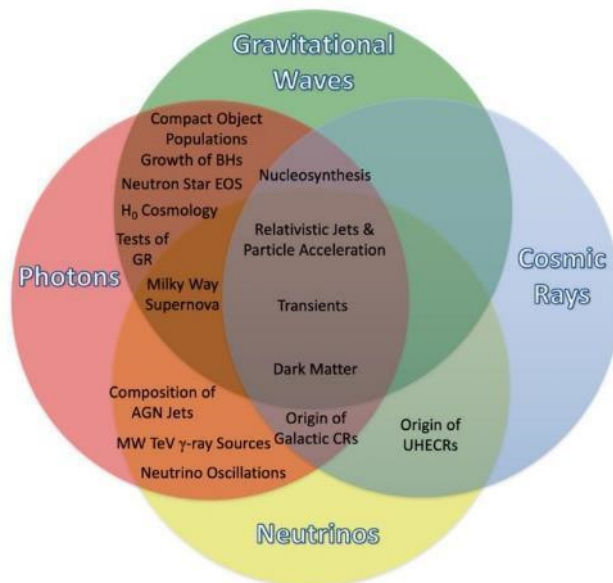 Gravitational
Waves
Compact Object
Populations
Growth of BHs
Neutron Star EOS
H₀ Cosmology
Tests of
GR
Nucleosynthesis
Relativistic Jets &
Particle Acceleration
Photons
Cosmic
Rays
Milky Way
Supernova
Transients
Dark Matter
Composition of
AGN Jets
MW TeV γ-ray Sources
Neutrino Oscillations
Origin of
Galactic CRs
Origin of
UHECRs
Neutrinos